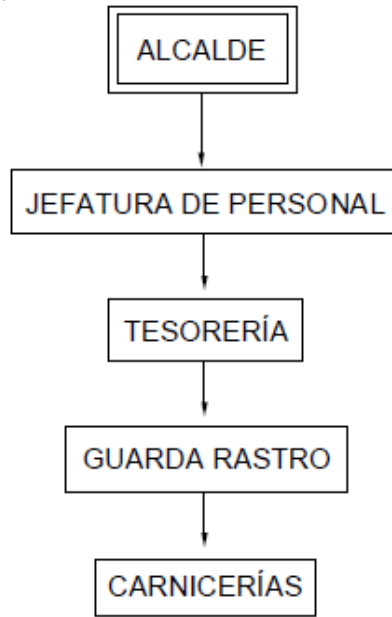 ALCALDE
JEFATURA DE PERSONAL
TESORERÍA
GUARDA RASTRO
CARNICERÍAS